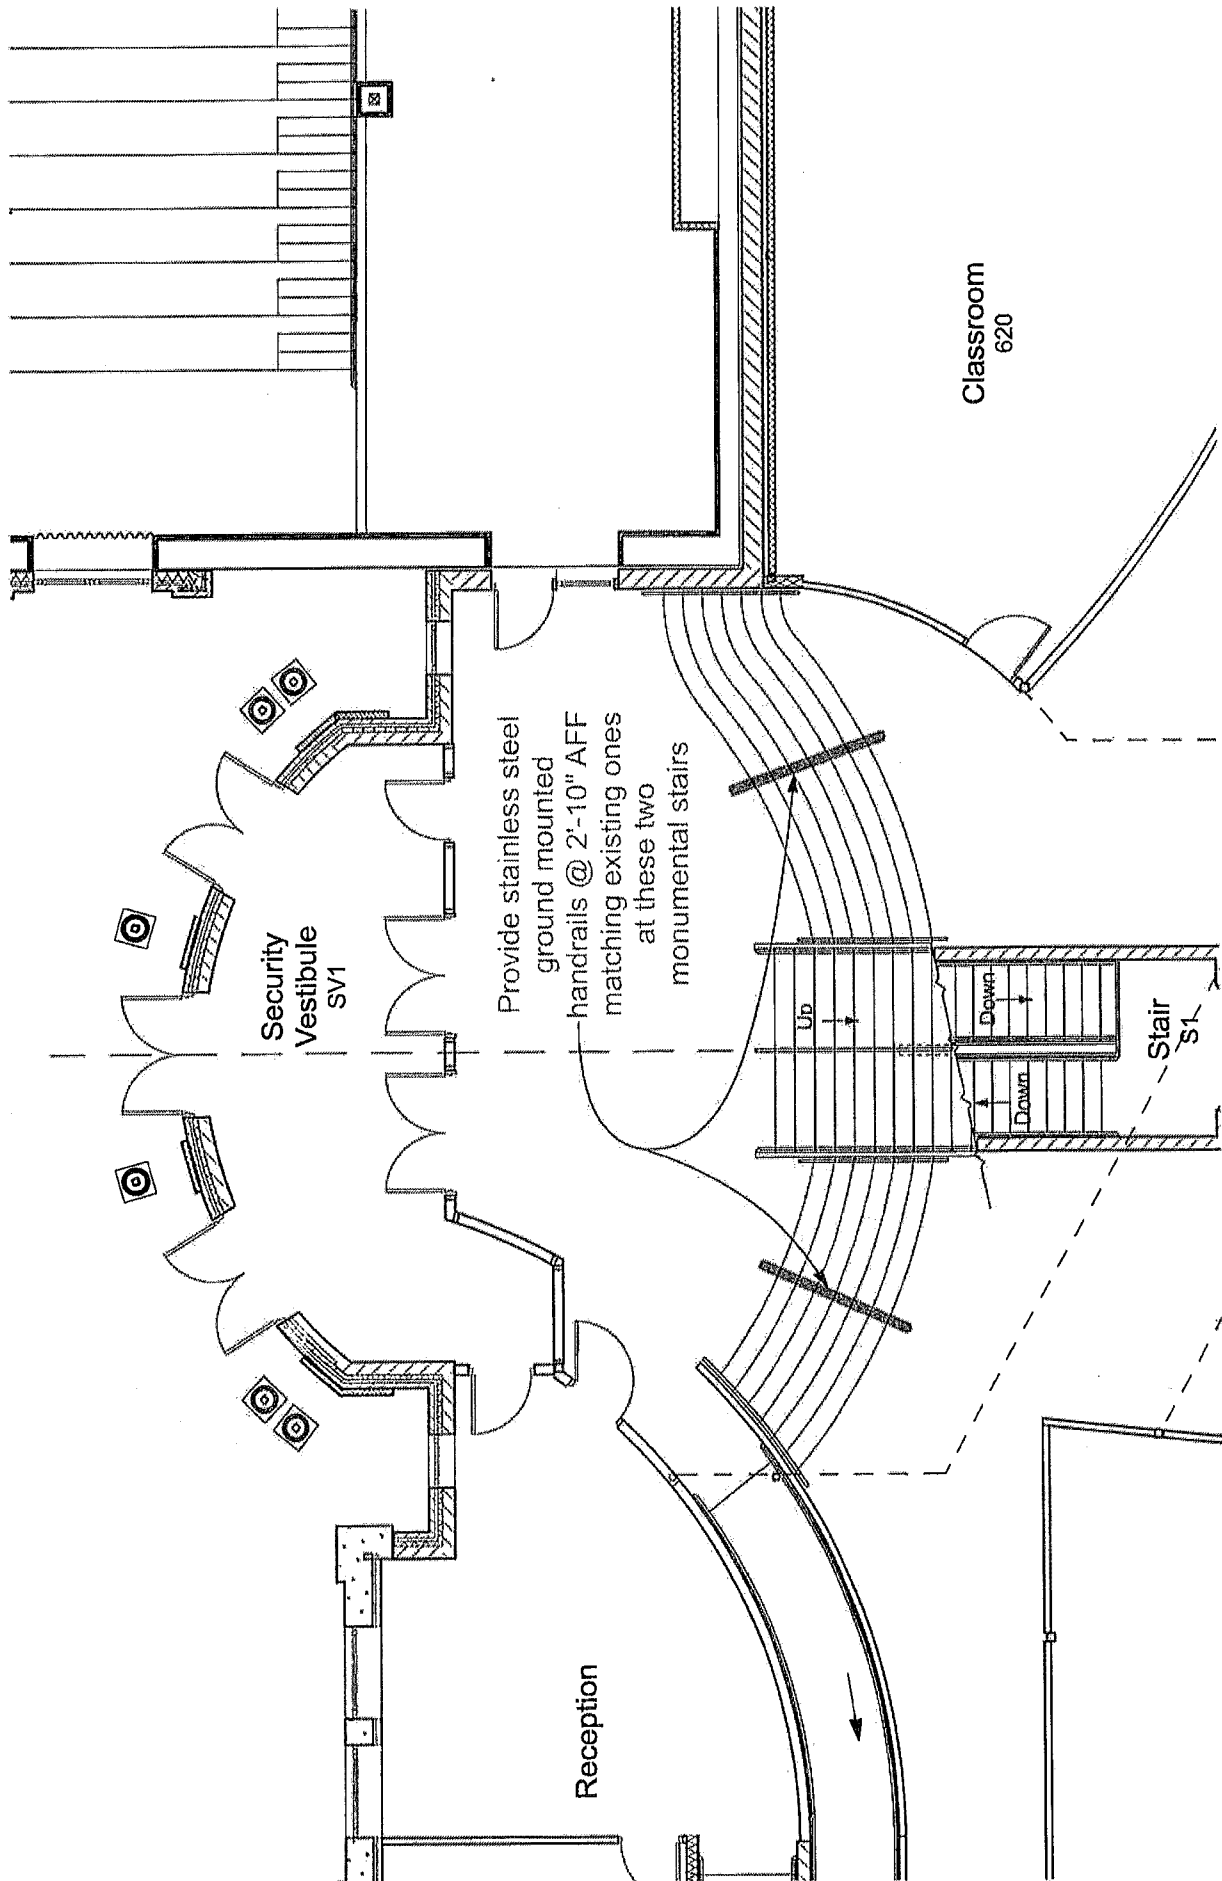 Security
Vestibule
SV1
Provide stainless steel
ground mounted
handrails @ 2'-10" AFF
matching existing ones
at these two
monumental stairs
Classroom
620
Up
Down
Down
Stair
S1
Reception